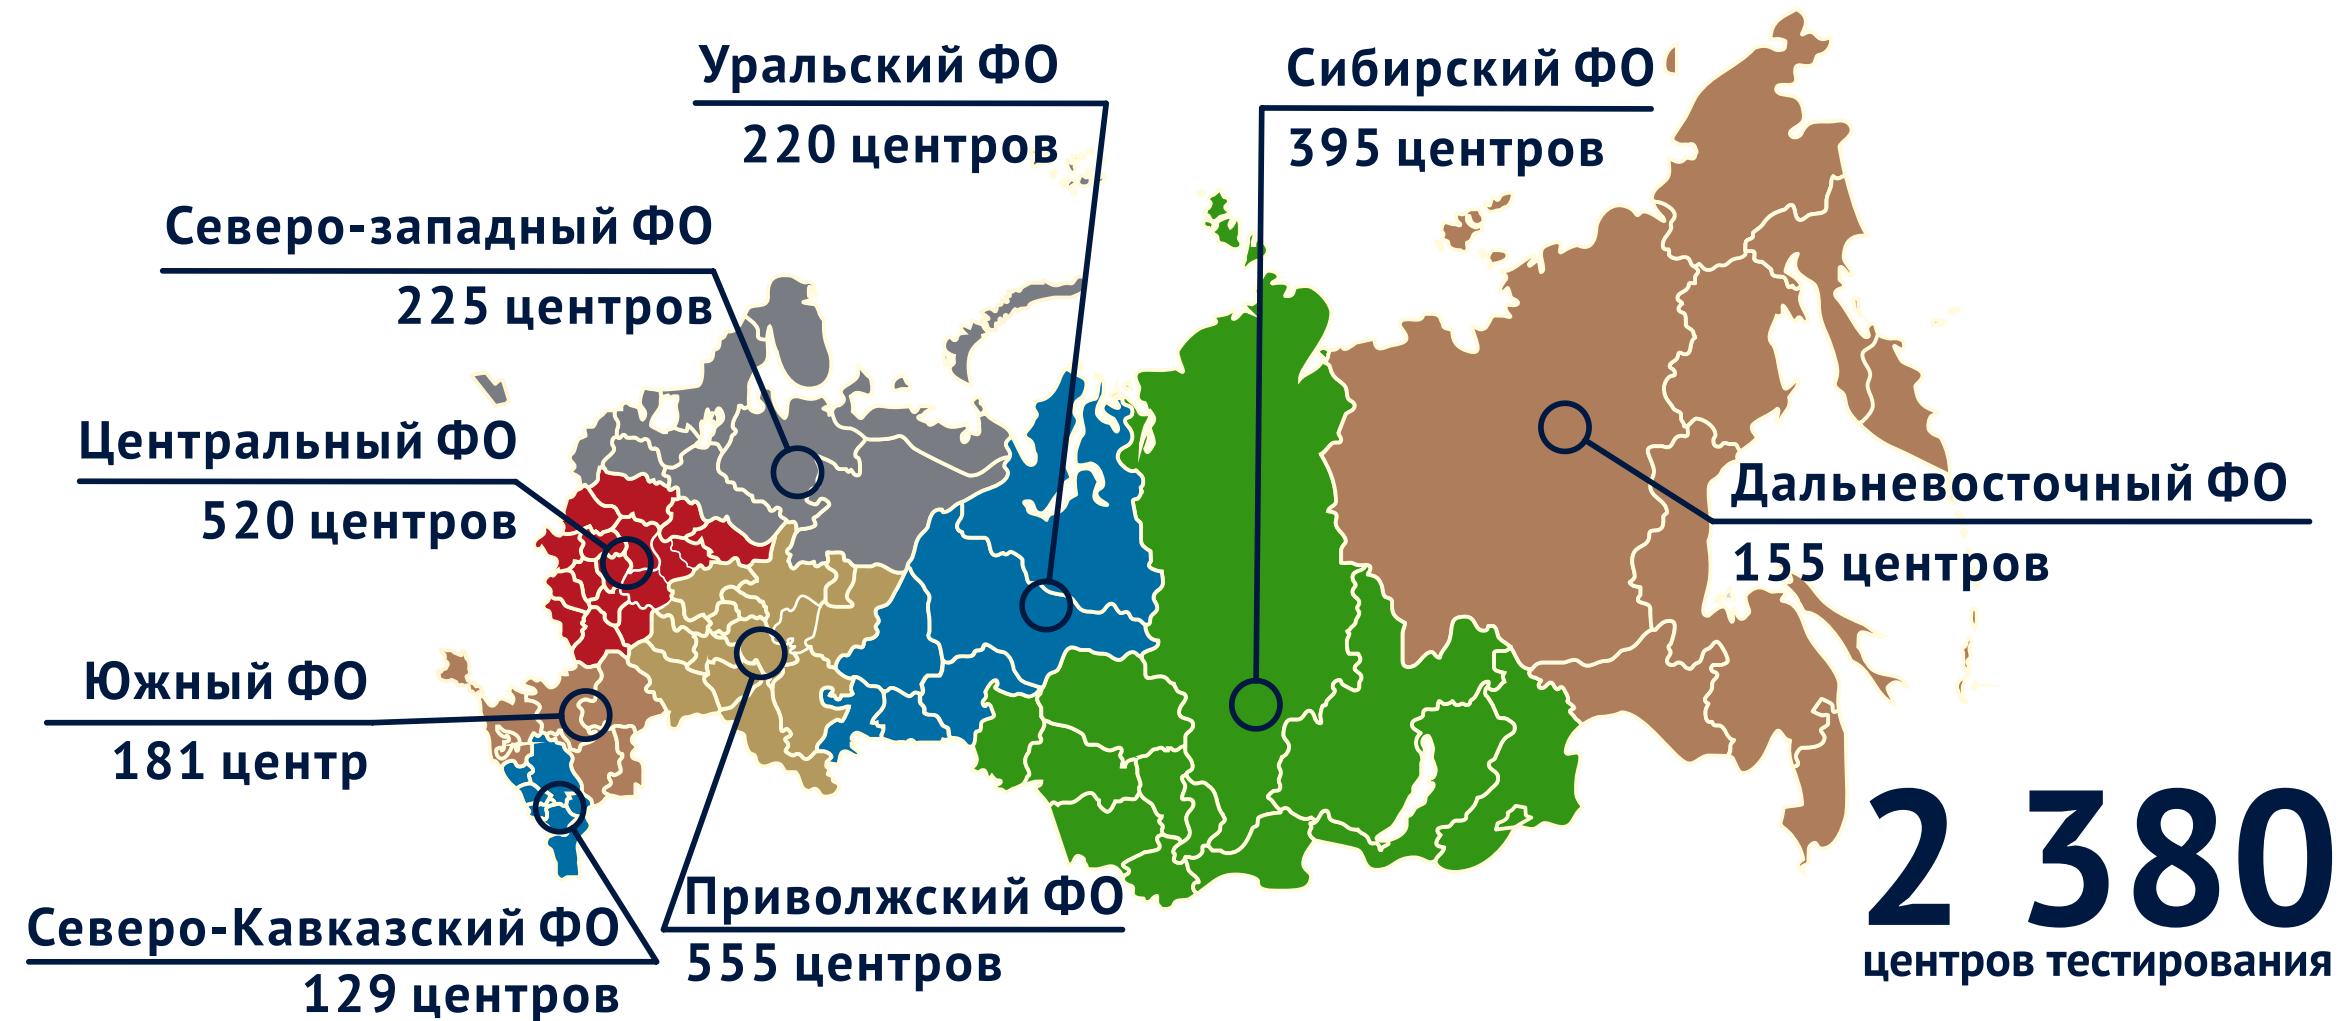 Уральский ФО
220 центров
Сибирский ФО
395 центров
Северо-западный ФО
225 центров
Центральный ФО
520 центров
Дальневосточный ФО
155 центров
Южный ФО
181 центр
Приволжский ФО
555 центров
Северо-Кавказский ФО
129 центров
2 380
центров тестирования